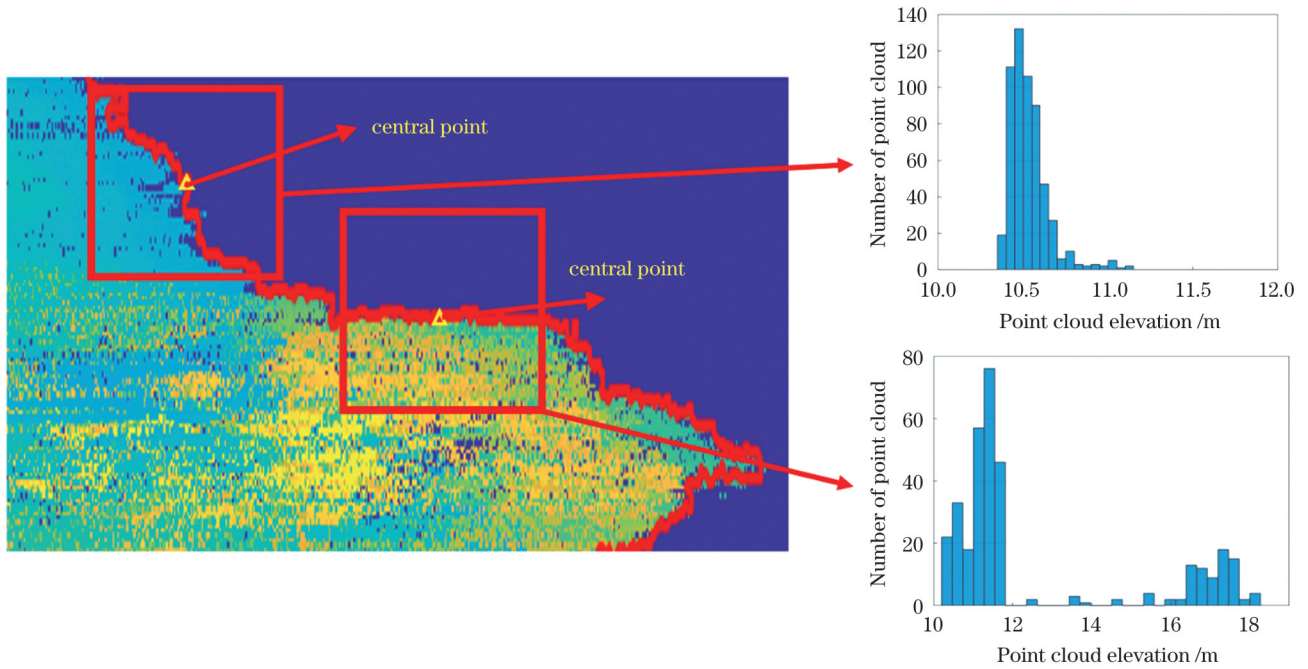 central point
central point
140
120
100
80
60
40
20
0
Number of point cloud
10.0 10.5 11.0 11.5 12.0
Point cloud elevation /m
80
60
40
20
0
Number of point cloud
10 12 14 16 18
Point cloud elevation /m